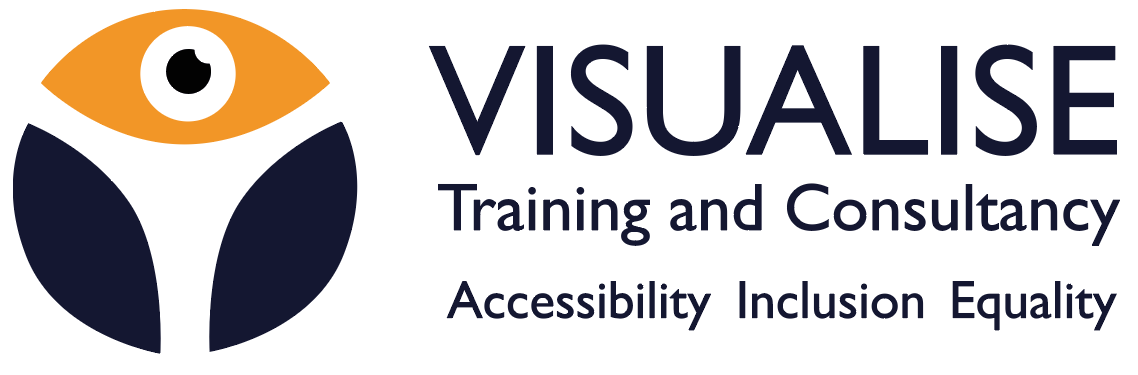 VISUALISE
Training and Consultancy
Accessibility Inclusion Equality